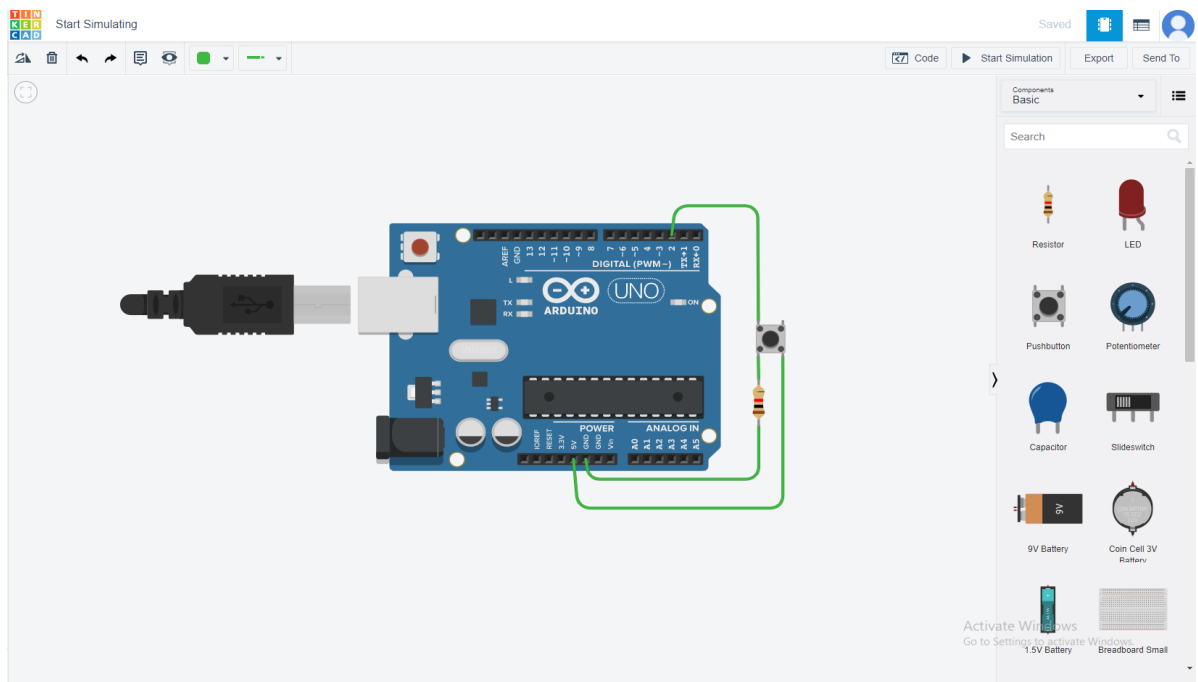 TIN
KER
CAD
Start Simulating
Saved
Code
Start Simulation
Export
Send To
Components
Basic
Search
Resistor
LED
Pushbutton
Potentiometer
Capacitor
Slideswitch
9V
9V Battery
Coin Cell 3V
Battery
1.5V Battery
Breadboard Small
AREF
GND
13
12
~11
~10
~9
8
7
~6
~5
4
~3
2
TX→1
RX←0
DIGITAL (PWM~)
L
TX
RX
ARDUINO
UNO
ON
POWER
ANALOG IN
IOREF
RESET
3.3V
5V
GND
GND
Vin
A0
A1
A2
A3
A4
A5
Activate Windows
Go to Settings to activate Windows.